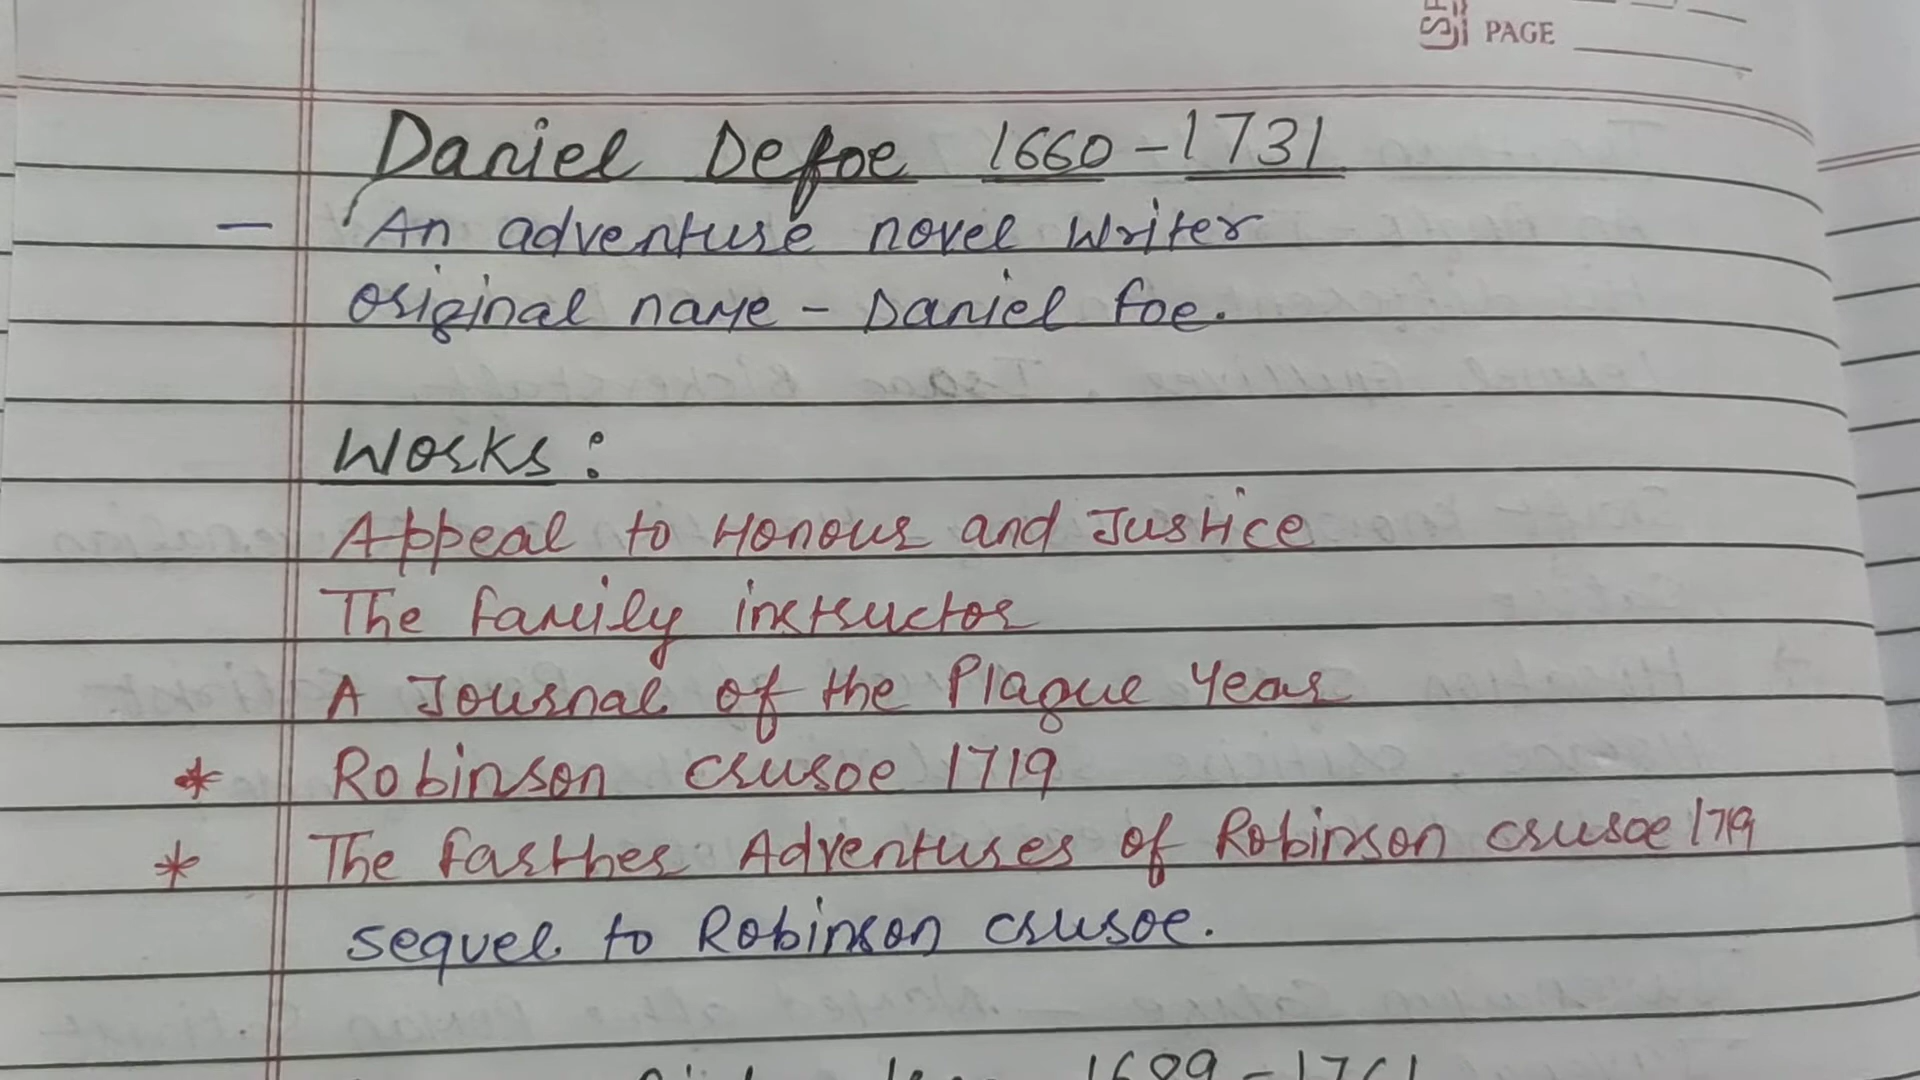 PAGE
Daniel Defoe 1660-1731
- An adventure novel writer
original name - Daniel foe.
Works :
Appeal to Honour and Justice
The family instructor
A Journal of the Plague Year
* Robinson crusoe 1719
* The farther Adventures of Robinson crusoe 1719
sequel to Robinson crusoe.
1689-1761